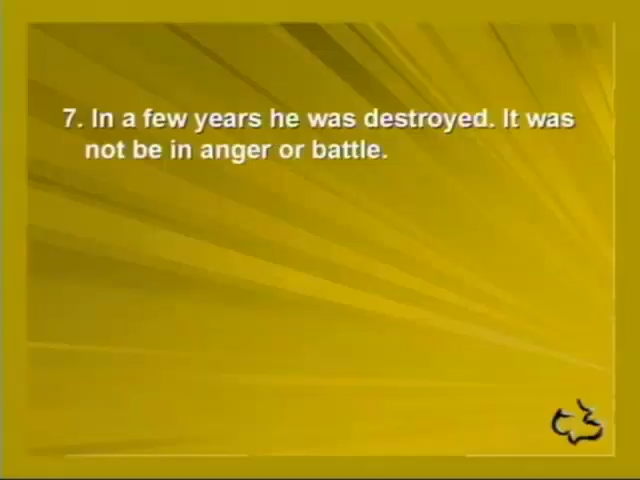 7. In a few years he was destroyed. It was
not be in anger or battle.